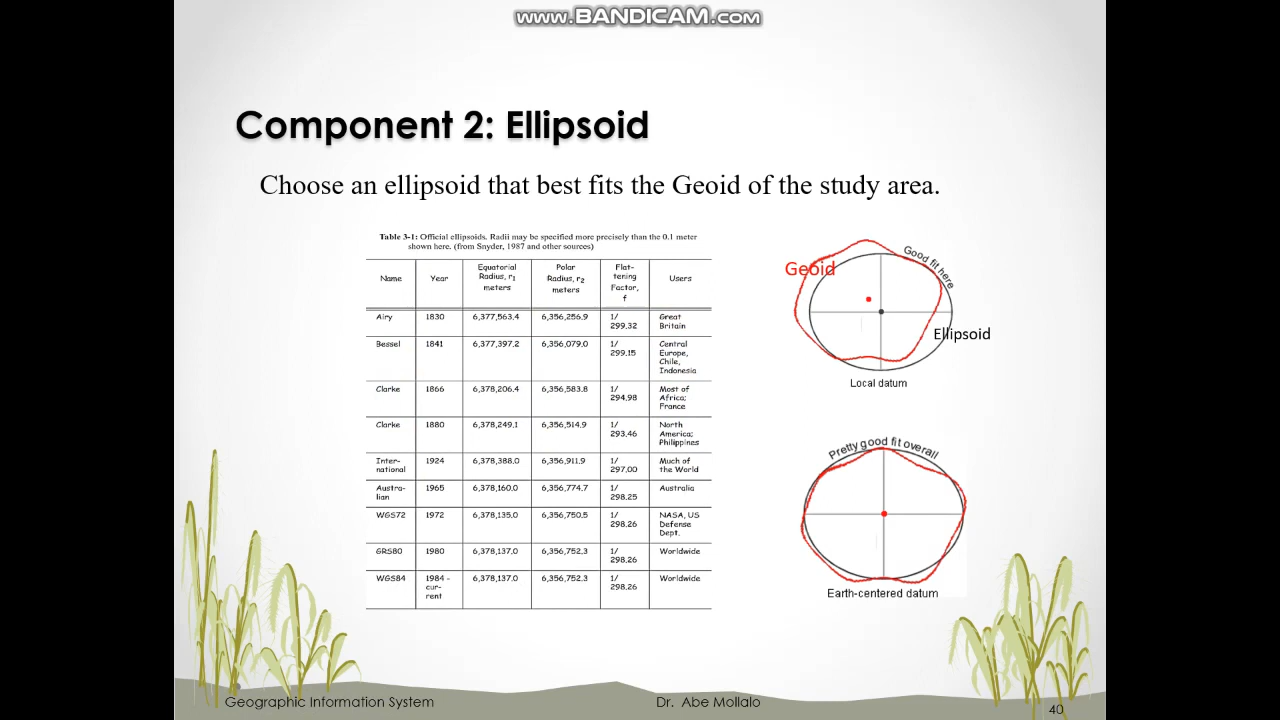 www.BANDICAM.com
Component 2: Ellipsoid
Choose an ellipsoid that best fits the Geoid of the study area.
Table 3-1: Official ellipsoids. Radii may be specified more precisely than the 0.1 meter
shown here. (from Snyder, 1987 and other sources)
Name Year Equatorial Radius, r1 meters Polar Radius, r2 meters Flat-tening Factor, f Users
Airy 1830 6,377,563.4 6,356,256.9 1/299.32 Great Britain
Bessel 1841 6,377,397.2 6,356,079.0 1/299.15 Central Europe, Chile, Indonesia
Clarke 1866 6,378,206.4 6,356,583.8 1/294.98 Most of Africa; France
Clarke 1880 6,378,249.1 6,356,514.9 1/293.46 North America; Philippines
Inter-national 1924 6,378,388.0 6,356,911.9 1/297.00 Much of the World
Austra-lian 1965 6,378,160.0 6,356,774.7 1/298.25 Australia
WGS72 1972 6,378,135.0 6,356,750.5 1/298.26 NASA, US Defense Dept.
GRS80 1980 6,378,137.0 6,356,752.3 1/298.26 Worldwide
WGS84 1984 - cur-rent 6,378,137.0 6,356,752.3 1/298.26 Worldwide
Geoid
Good fit here
Ellipsoid
Local datum
Pretty good fit overall
Earth-centered datum
Geographic Information System
Dr. Abe Mollalo
40